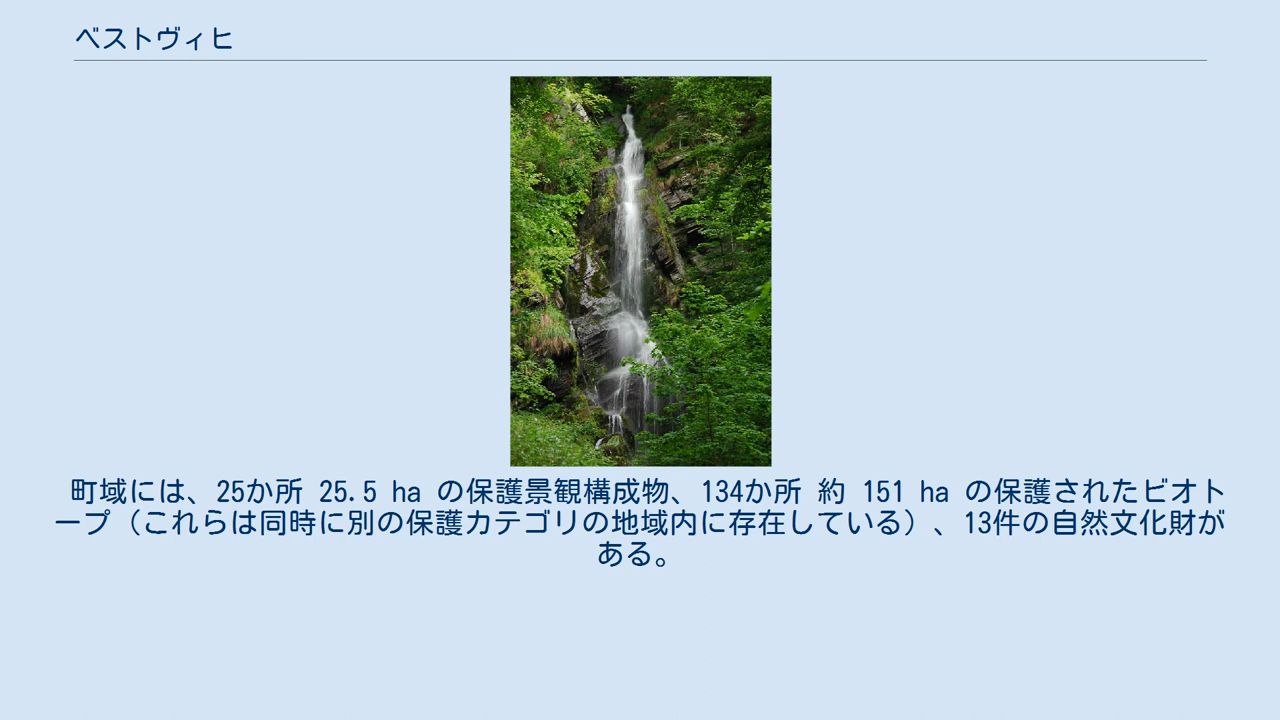 ベストヴィヒ
町域には、25か所 25.5 ha の保護景観構成物、134か所 約 151 ha の保護されたビオト
ープ（これらは同時に別の保護カテゴリの地域内に存在している）、13件の自然文化財が
ある。